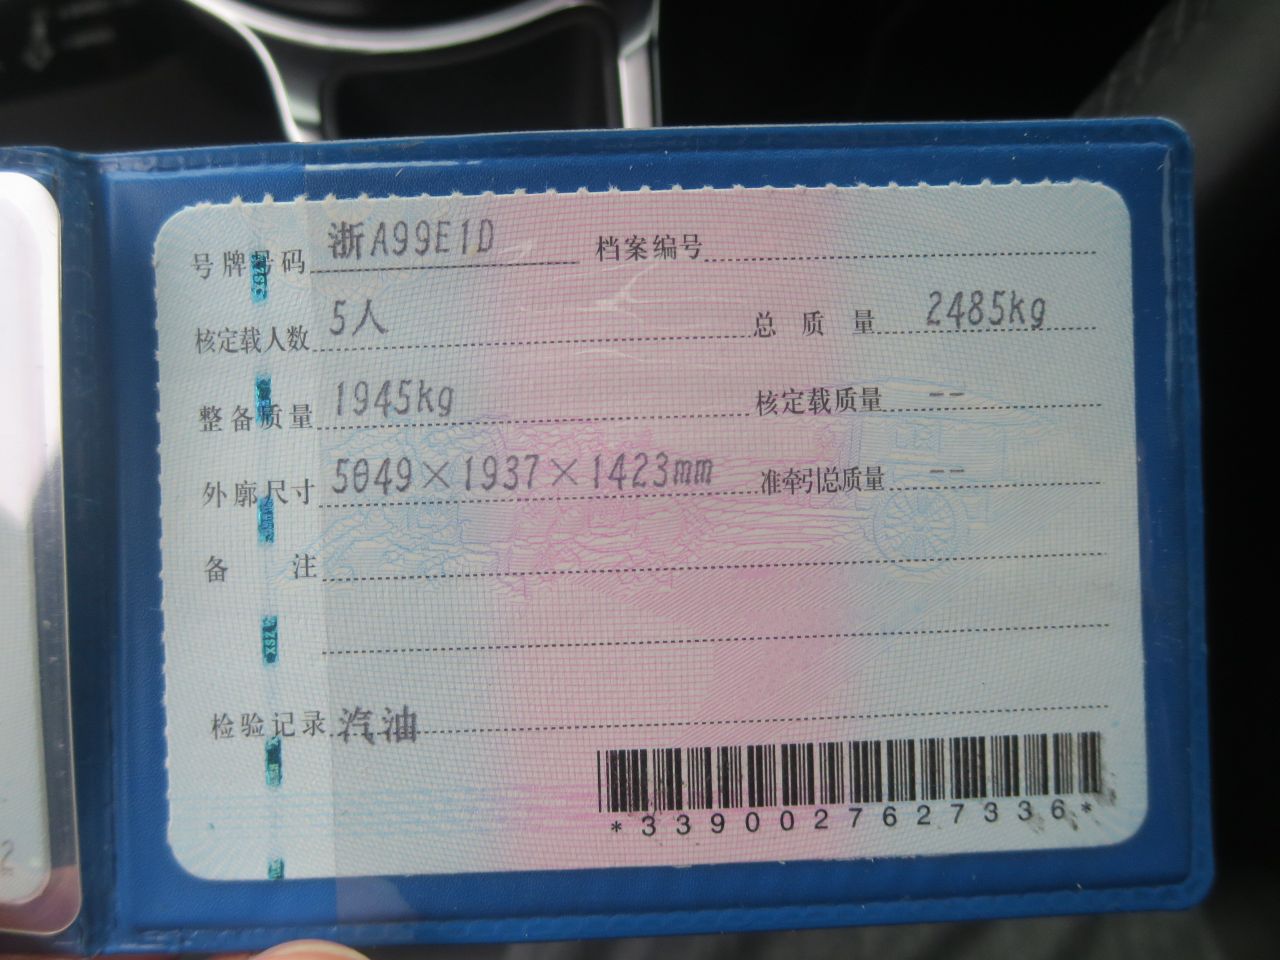 号牌号码 浙A99E1D 档案编号
核定载人数 5人 总质量 2485kg
整备质量 1945kg 核定载质量 --
外廓尺寸 5049×1937×1423mm 准牵引总质量 --
备注
检验记录 汽油
*3390027627336*